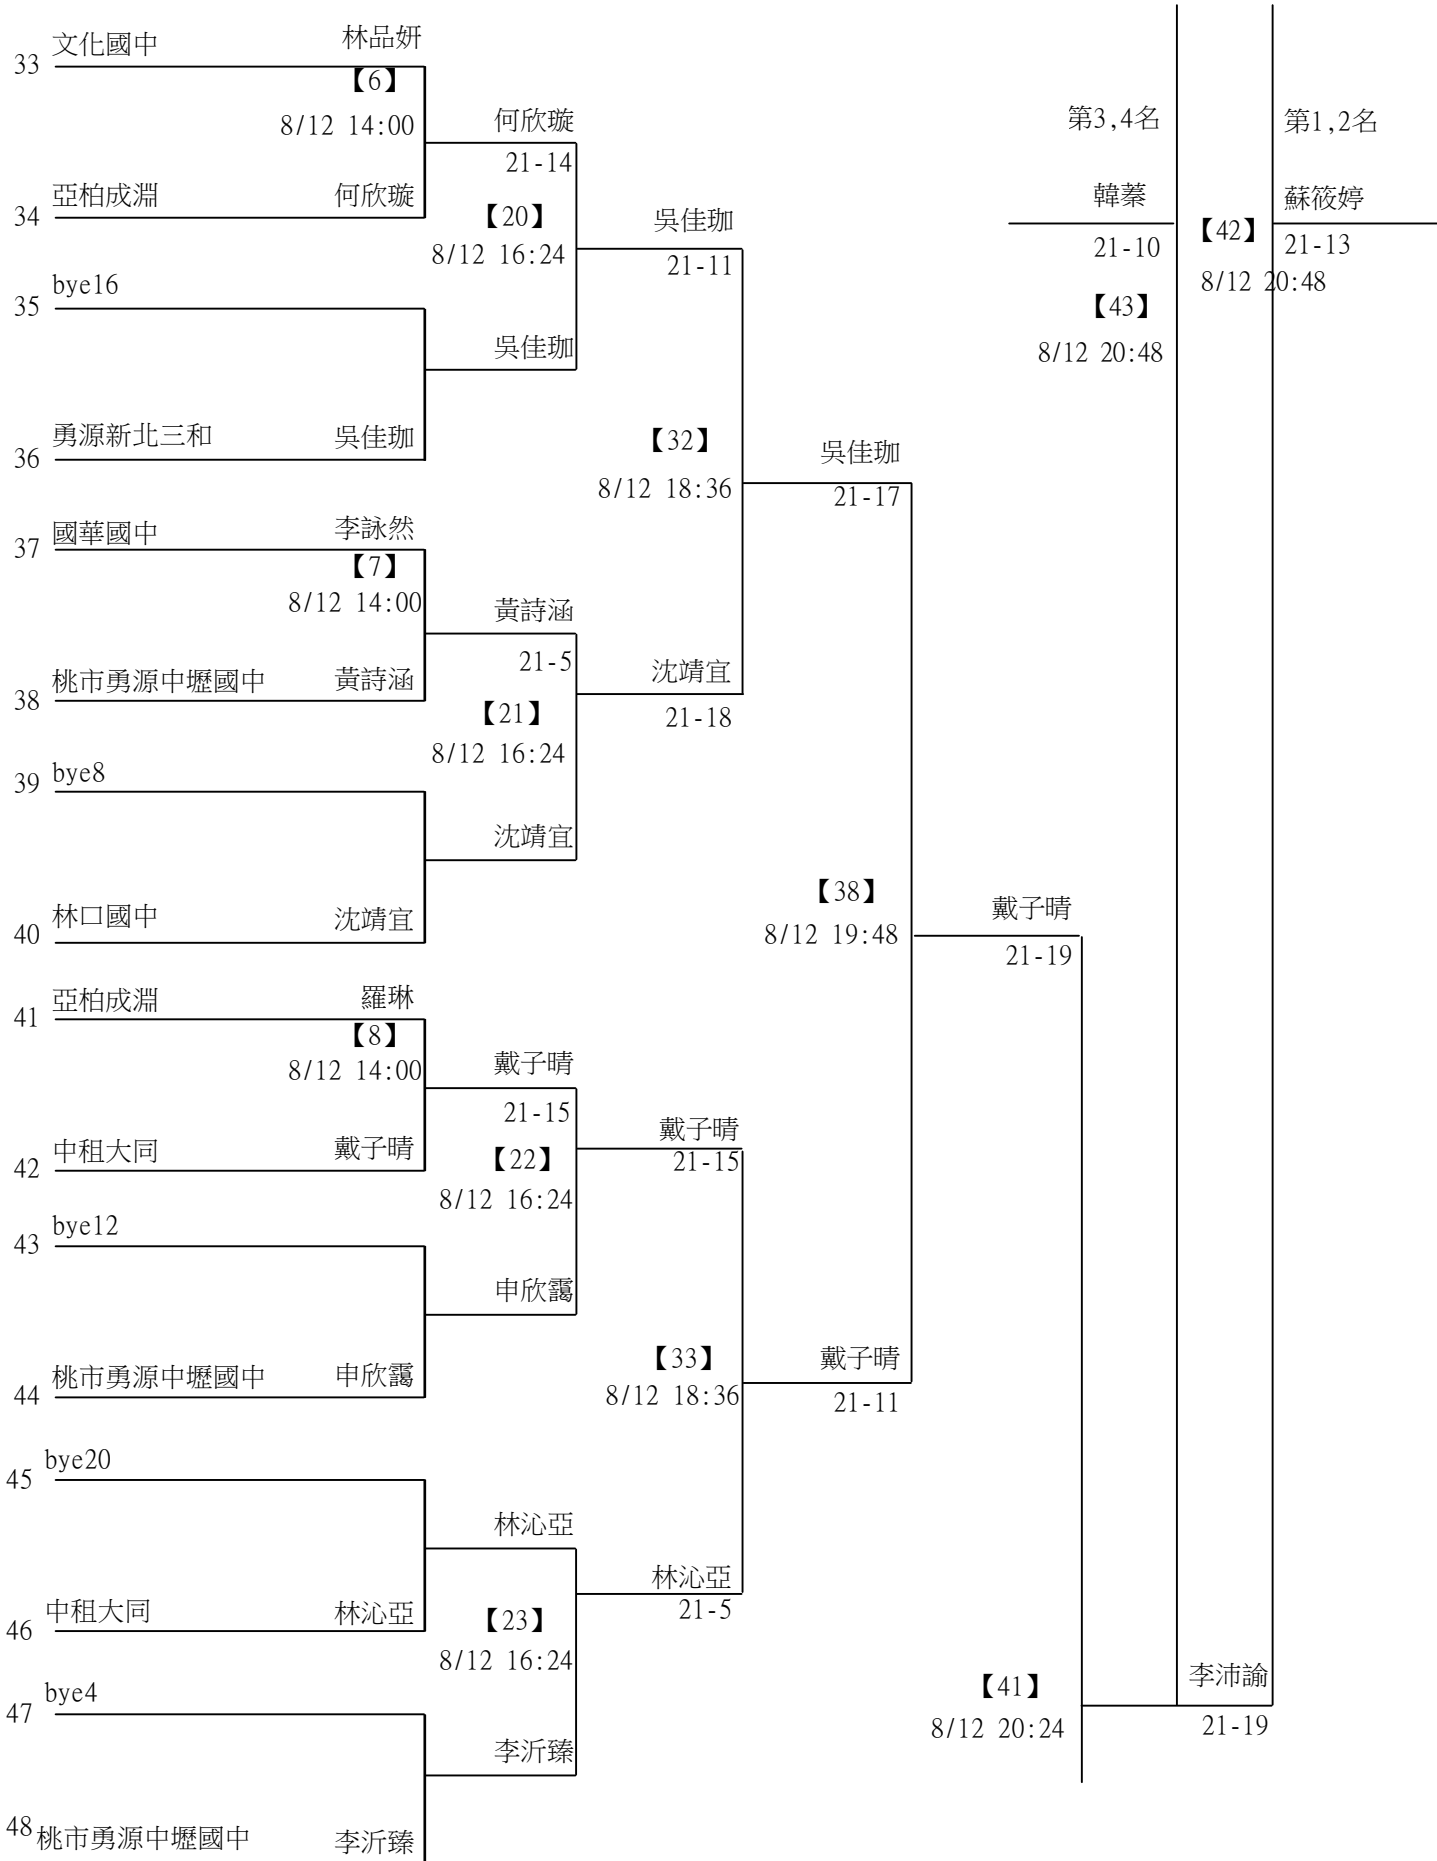 文化國中 林品妍
33
【6】
8/12 14:00
何欣璇
21-14
亞柏成淵 何欣璇
34
【20】
8/12 16:24
吳佳珈
21-11
bye16
35
吳佳珈
勇源新北三和 吳佳珈
36
【32】
8/12 18:36
吳佳珈
21-17
國華國中 李詠然
37
【7】
8/12 14:00
黃詩涵
21-5
桃市勇源中壢國中 黃詩涵
38
【21】
8/12 16:24
沈靖宜
21-18
bye8
39
沈靖宜
林口國中 沈靖宜
40
【38】
8/12 19:48
戴子晴
21-19
亞柏成淵 羅琳
41
【8】
8/12 14:00
戴子晴
21-15
中租大同 戴子晴
42
【22】
8/12 16:24
戴子晴
21-15
bye12
43
申欣靄
桃市勇源中壢國中 申欣靄
44
【33】
8/12 18:36
戴子晴
21-11
bye20
45
林沁亞
中租大同 林沁亞
46
【23】
8/12 16:24
林沁亞
21-5
bye4
47
李沂臻
48
桃市勇源中壢國中 李沂臻
【41】
8/12 20:24
李沛諭
21-19
第3,4名
韓蓁
21-10
【43】
8/12 20:48
第1,2名
蘇筱婷
【42】
21-13
8/12 20:48